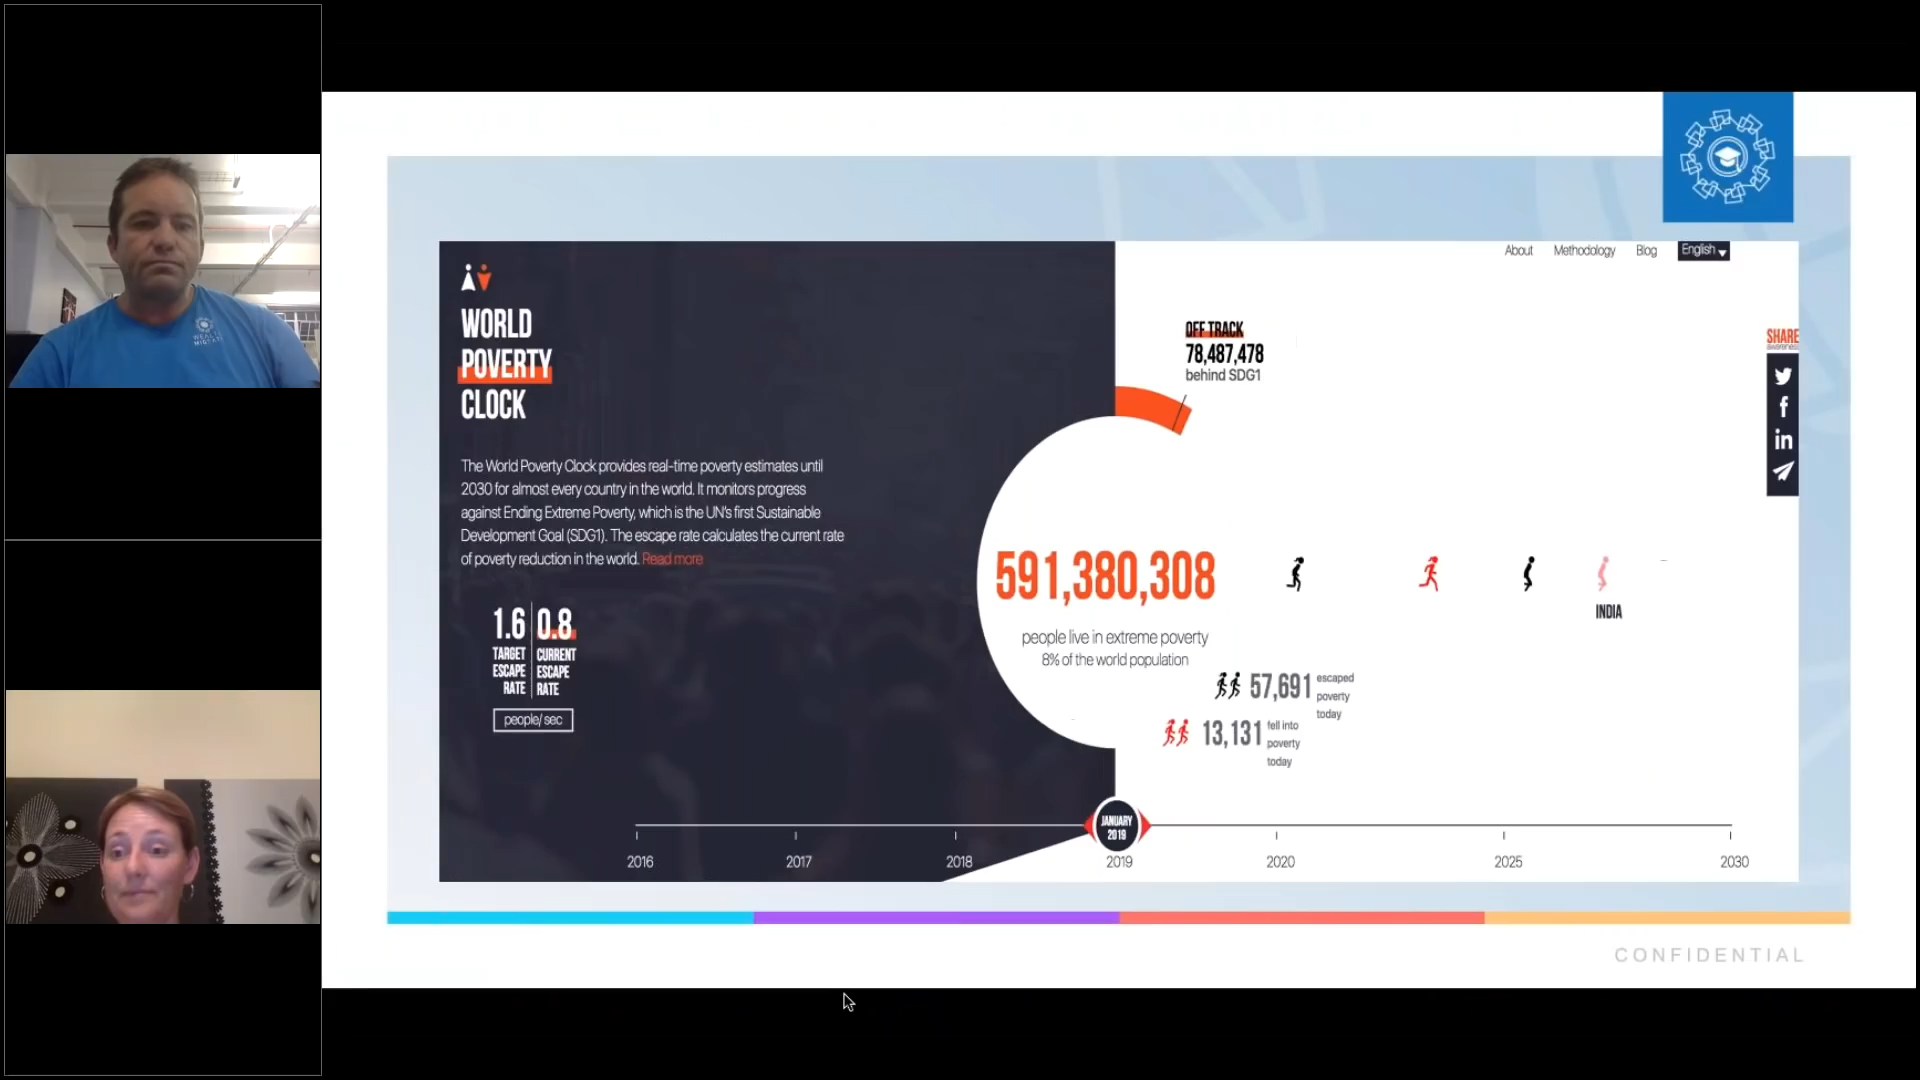 WORLD
POVERTY
CLOCK
The World Poverty Clock provides real-time poverty estimates until
2030 for almost every country in the world. It monitors progress
against Ending Extreme Poverty, which is the UN's first Sustainable
Development Goal (SDG1). The escape rate calculates the current rate
of poverty reduction in the world. Read more
1.6
TARGET
ESCAPE
RATE
0.8
CURRENT
ESCAPE
RATE
people/ sec
About Methodology Blog English
OFF TRACK
78,487,478
behind SDG1
SHARE
591,380,308
people live in extreme poverty
8% of the world population
INDIA
57,691 escaped
poverty
today
13,131 fell into
poverty
today
JANUARY
2019
2016 2017 2018 2019 2020 2025 2030
CONFIDENTIAL